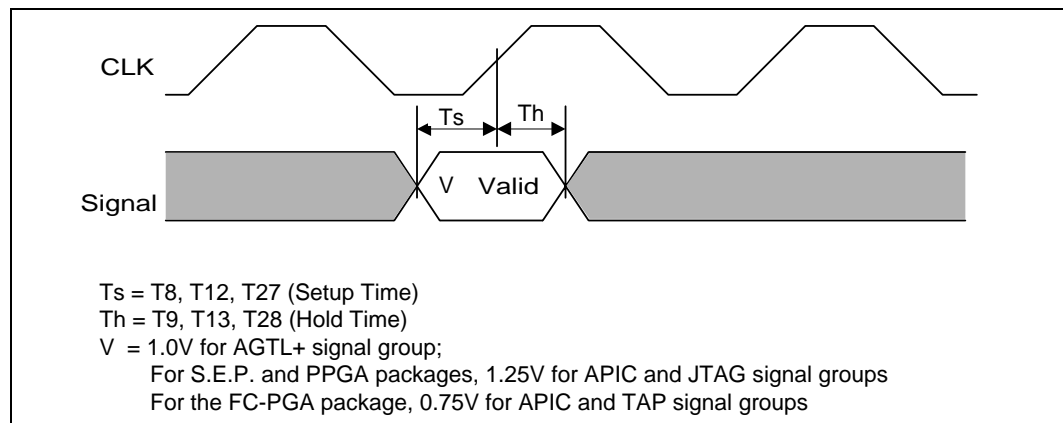 CLK
Ts Th
V Valid
Signal
Ts = T8, T12, T27 (Setup Time)
Th = T9, T13, T28 (Hold Time)
V = 1.0V for AGTL+ signal group;
For S.E.P. and PPGA packages, 1.25V for APIC and JTAG signal groups
For the FC-PGA package, 0.75V for APIC and TAP signal groups